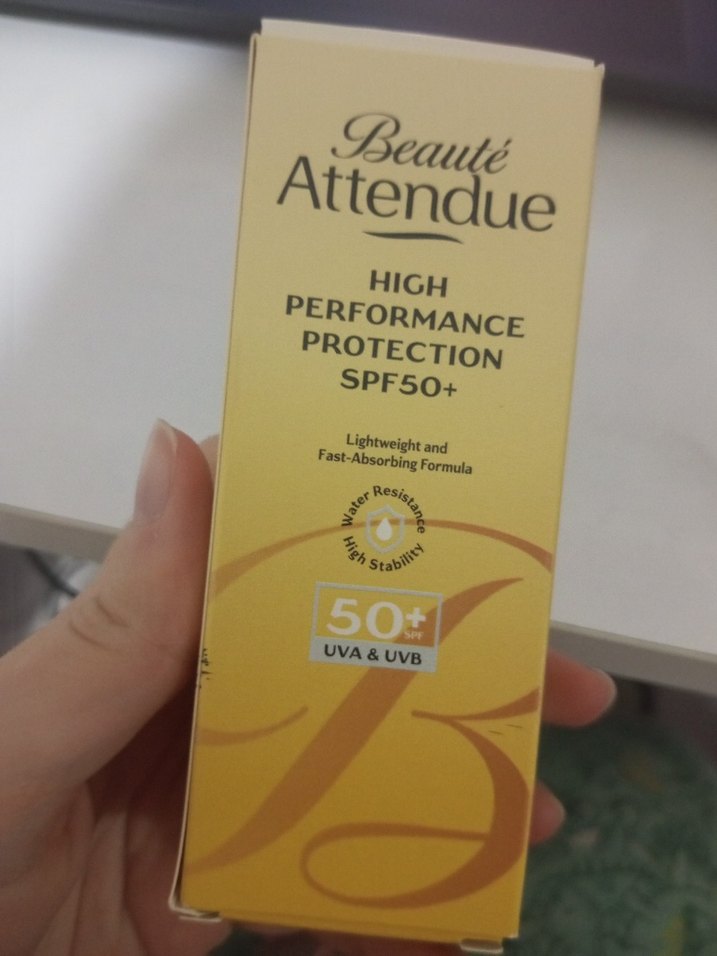 Beauté
Attendue
HIGH
PERFORMANCE
PROTECTION
SPF50+
Lightweight and
Fast-Absorbing Formula
Water Resistance
High Stability
50+
SPF
UVA & UVB